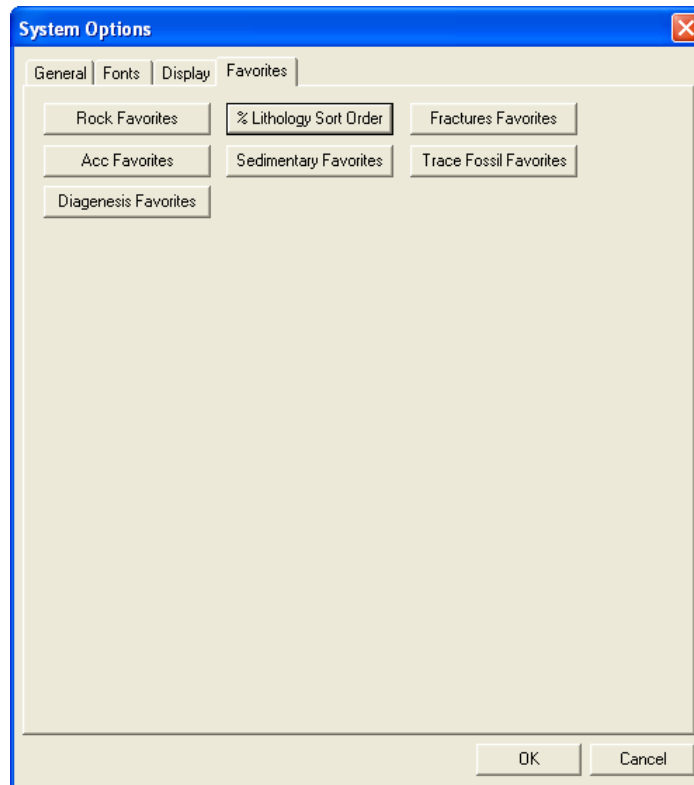 System Options
General Fonts Display Favorites
Rock Favorites % Lithology Sort Order Fractures Favorites
Acc Favorites Sedimentary Favorites Trace Fossil Favorites
Diagenesis Favorites
OK Cancel